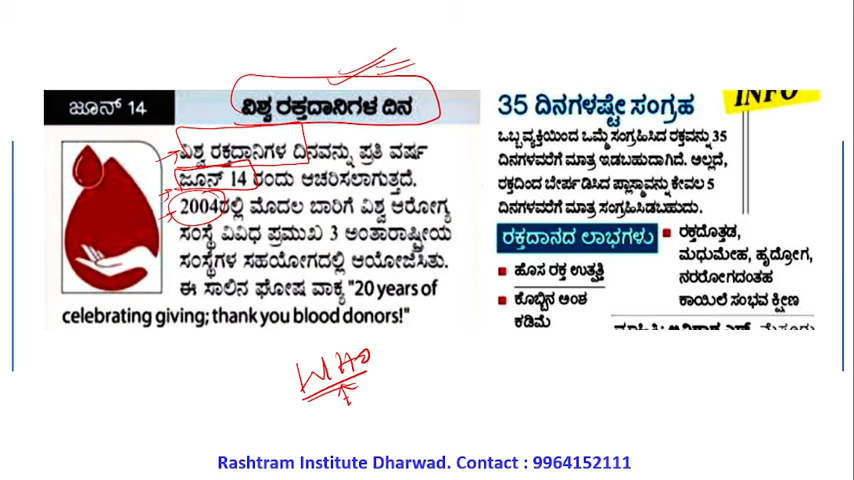 ಜೂನ್ 14
ವಿಶ್ವ ರಕ್ತದಾನಿಗಳ ದಿನ
ವಿಶ್ವ ರಕ್ತದಾನಿಗಳ ದಿನವನ್ನು ಪ್ರತಿ ವರ್ಷ
ಜೂನ್ 14 ರಂದು ಆಚರಿಸಲಾಗುತ್ತದೆ.
2004ರಲ್ಲಿ ಮೊದಲ ಬಾರಿಗೆ ವಿಶ್ವ ಆರೋಗ್ಯ
ಸಂಸ್ಥೆ ವಿವಿಧ ಪ್ರಮುಖ 3 ಅಂತಾರಾಷ್ಟ್ರೀಯ
ಸಂಸ್ಥೆಗಳ ಸಹಯೋಗದಲ್ಲಿ ಆಯೋಜಿಸಿತು.
ಈ ಸಾಲಿನ ಘೋಷ ವಾಕ್ಯ "20 years of
celebrating giving; thank you blood donors!"
WHO
35 ದಿನಗಳಷ್ಟೇ ಸಂಗ್ರಹ
INFO
ಒಬ್ಬ ವ್ಯಕ್ತಿಯಿಂದ ಒಮ್ಮೆ ಸಂಗ್ರಹಿಸಿದ ರಕ್ತವನ್ನು 35
ದಿನಗಳವರೆಗೆ ಮಾತ್ರ ಇಡಬಹುದಾಗಿದೆ. ಅಲ್ಲದೆ,
ರಕ್ತದಿಂದ ಬೇರ್ಪಡಿಸಿದ ಪ್ಲಾಸ್ಮಾವನ್ನು ಕೇವಲ 5
ದಿನಗಳವರೆಗೆ ಮಾತ್ರ ಸಂಗ್ರಹಿಸಿಡಬಹುದು.
ರಕ್ತದಾನದ ಲಾಭಗಳು
ಹೊಸ ರಕ್ತ ಉತ್ಪತ್ತಿ
ಕೊಬ್ಬಿನ ಅಂಶ
ಕಡಿಮೆ
ರಕ್ತದೊತ್ತಡ,
ಮಧುಮೇಹ, ಹೃದ್ರೋಗ,
ನರರೋಗದಂತಹ
ಕಾಯಿಲೆ ಸಂಭವ ಕ್ಷೀಣ
Rashtram Institute Dharwad. Contact : 9964152111